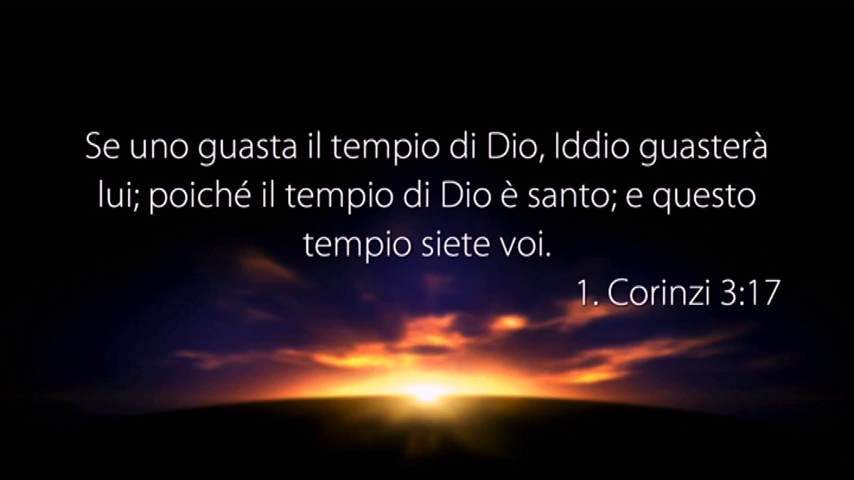 Se uno guasta il tempio di Dio, Iddio guasterà
lui; poiché il tempio di Dio è santo; e questo
tempio siete voi.
1. Corinzi 3:17